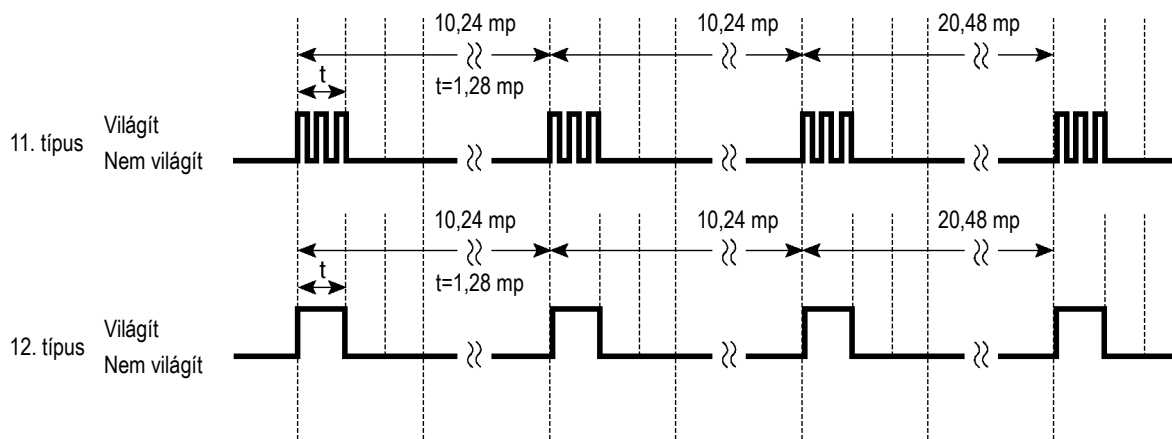 10,24 mp 10,24 mp 20,48 mp
t t=1,28 mp
11. típus Világít
Nem világít
10,24 mp 10,24 mp 20,48 mp
t t=1,28 mp
12. típus Világít
Nem világít